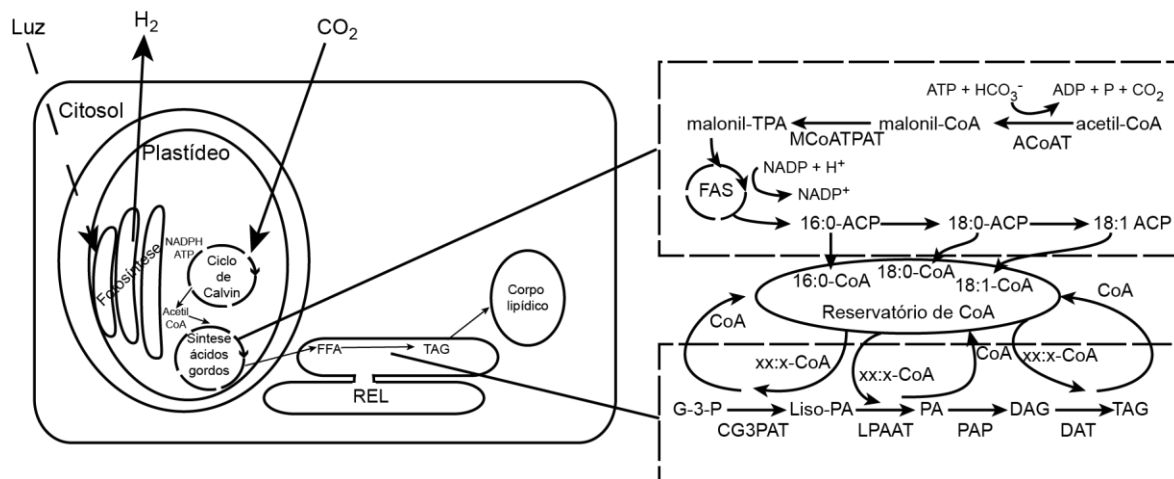 Luz
H2
CO2
Citosol
Plastídeo
Fotosíntese
NADPH
ATP
Ciclo
de
Calvin
Acetil
CoA
Síntese
ácidos
gordos
FFA
TAG
REL
Corpo
lipídico
ATP + HCO3-
ADP + P + CO2
malonil-TPA
malonil-CoA
acetil-CoA
MCoATPAT
ACoAT
FAS
NADP + H+
NADP+
16:0-ACP
18:0-ACP
18:1 ACP
16:0-CoA
18:0-CoA
18:1-CoA
Reservatório de CoA
CoA
CoA
xx:x-CoA
xx:x-CoA
CoA
xx:x-CoA
G-3-P
Liso-PA
PA
DAG
TAG
CG3PAT
LPAAT
PAP
DAT